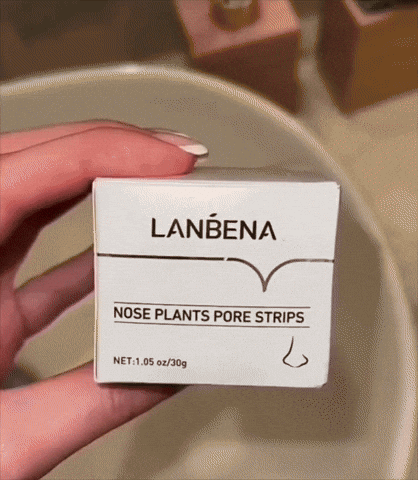 LANBENA
NOSE PLANTS PORE STRIPS
NET:1.05 oz/30g